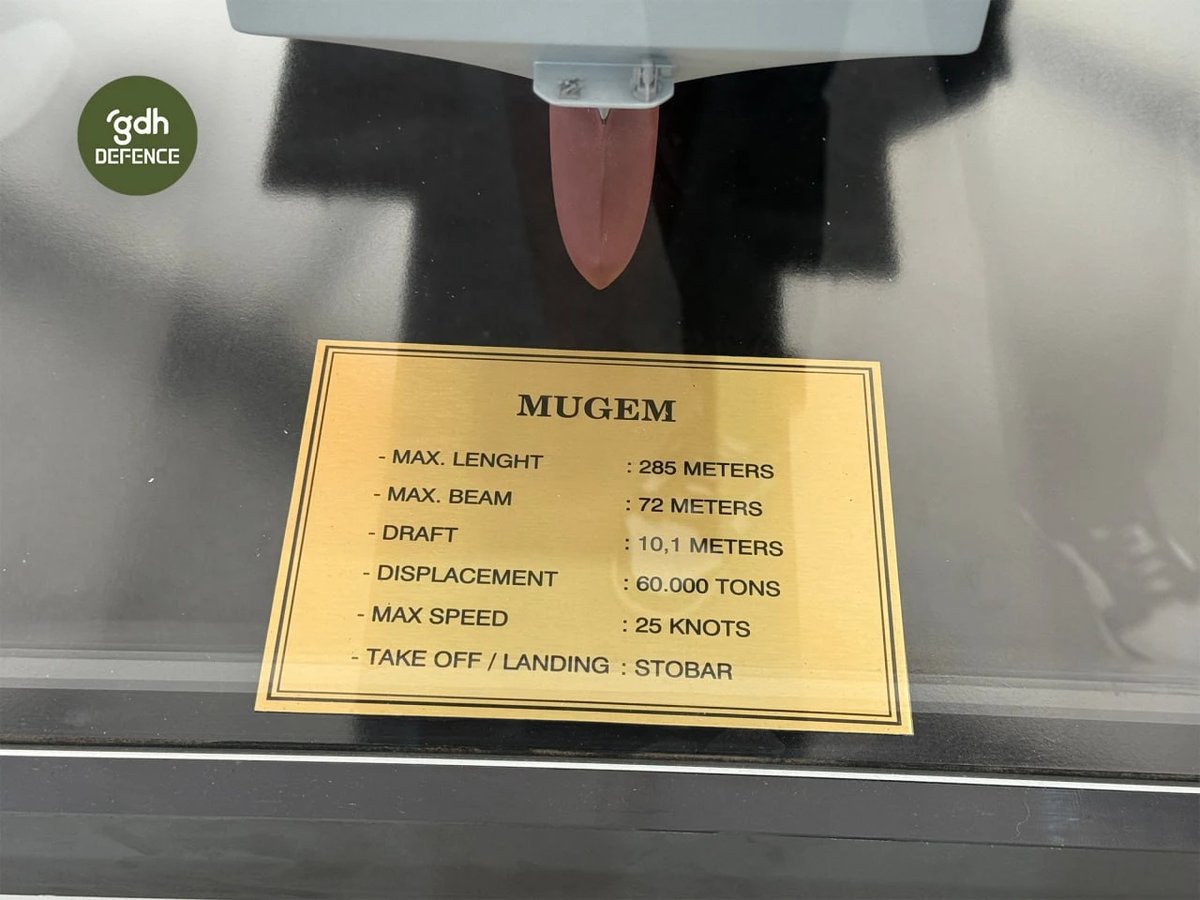 gdh
DEFENCE
MUGEM
- MAX. LENGHT : 285 METERS
- MAX. BEAM : 72 METERS
- DRAFT : 10,1 METERS
- DISPLACEMENT : 60.000 TONS
- MAX SPEED : 25 KNOTS
- TAKE OFF / LANDING : STOBAR